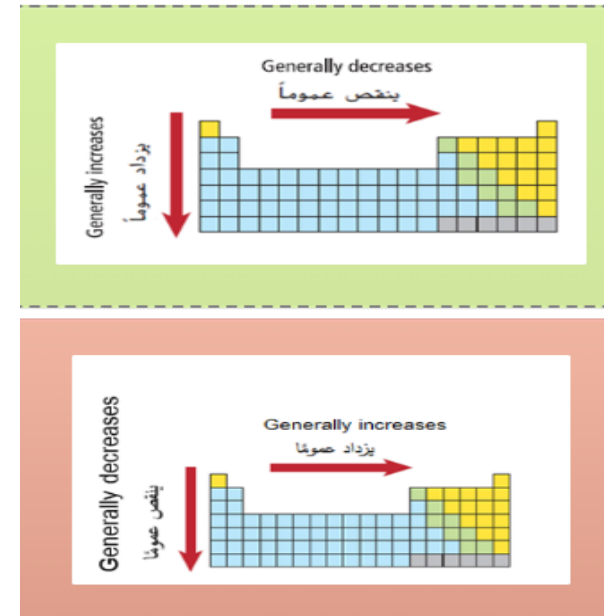 Generally decreases
ينقص عموماً
Generally increases
يزداد عموماً
Generally increases
يزداد عمومًا
Generally decreases
ينقص عمومًا